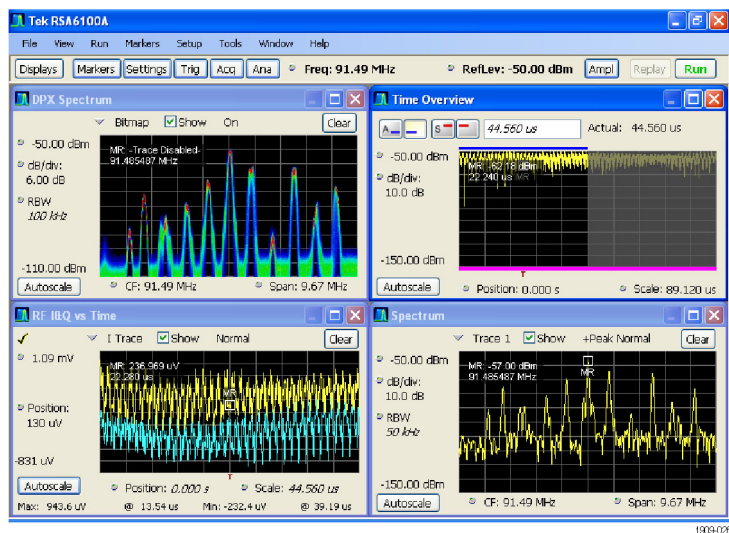 Tek RSA6100A
File View Run Markers Setup Tools Window Help
Displays Markers Settings Trig Acq Ana Freq: 91.49 MHz RefLev: -50.00 dBm Ampl Replay Run
DPX Spectrum
Bitmap Show On Clear
-50.00 dBm
dB/div:
6.00 dB
RBW
100 kHz
-110.00 dBm
MR: -Trace Disabled-
91.485487 MHz
Autoscale CF: 91.49 MHz Span: 9.67 MHz
Time Overview
44.560 us Actual: 44.560 us
-50.00 dBm
dB/div:
10.0 dB
-150.00 dBm
MR: -62.18 dBm
22.240 us MR
T
Autoscale Position: 0.000 s Scale: 89.120 us
RF I&Q vs Time
I Trace Show Normal Clear
1.09 mV
Position:
130 uV
-831 uV
MR: 236.969 uV
22.280 us
MR
T
Autoscale Position: 0.000 s Scale: 44.560 us
Max: 943.6 uV @ 13.54 us Min: -232.4 uV @ 39.19 us
Spectrum
Trace 1 Show +Peak Normal Clear
-50.00 dBm
dB/div:
10.0 dB
RBW
50 kHz
-150.00 dBm
MR: -57.00 dBm
91.485487 MHz
MR
Autoscale CF: 91.49 MHz Span: 9.67 MHz
1909-026